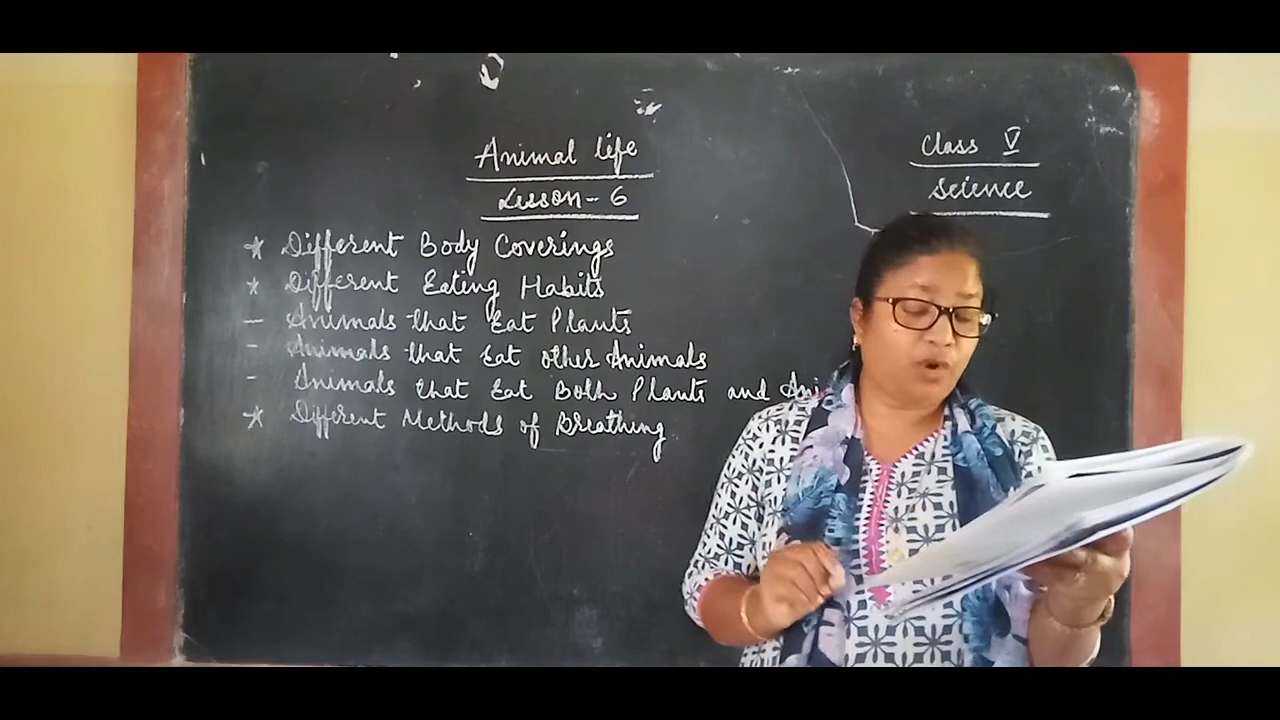 Animal life
Lesson - 6
Class V
Science
* Different Body Coverings
* Different Eating Habits
- Animals that Eat Plants
- Animals that Eat other Animals
- Animals that Eat Both Plants and Ani
* Different Methods of Breathing